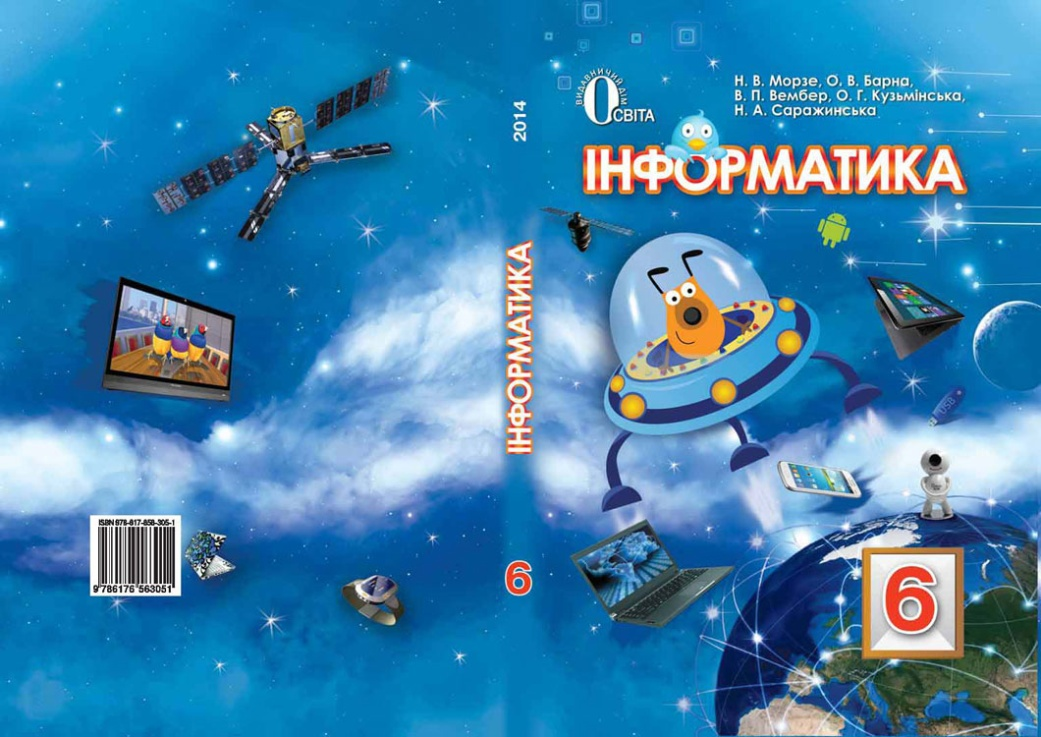 ISBN 978-617-656-305-1
9 786176 563051
2014
ІНФОРМАТИКА
6
ВИДАВНИЧИЙ ДІМ
ОСВІТА
Н. В. Морзе, О. В. Барна,
В. П. Вембер, О. Г. Кузьмінська,
Н. А. Саражинська
ІНФОРМАТИКА
USB
6